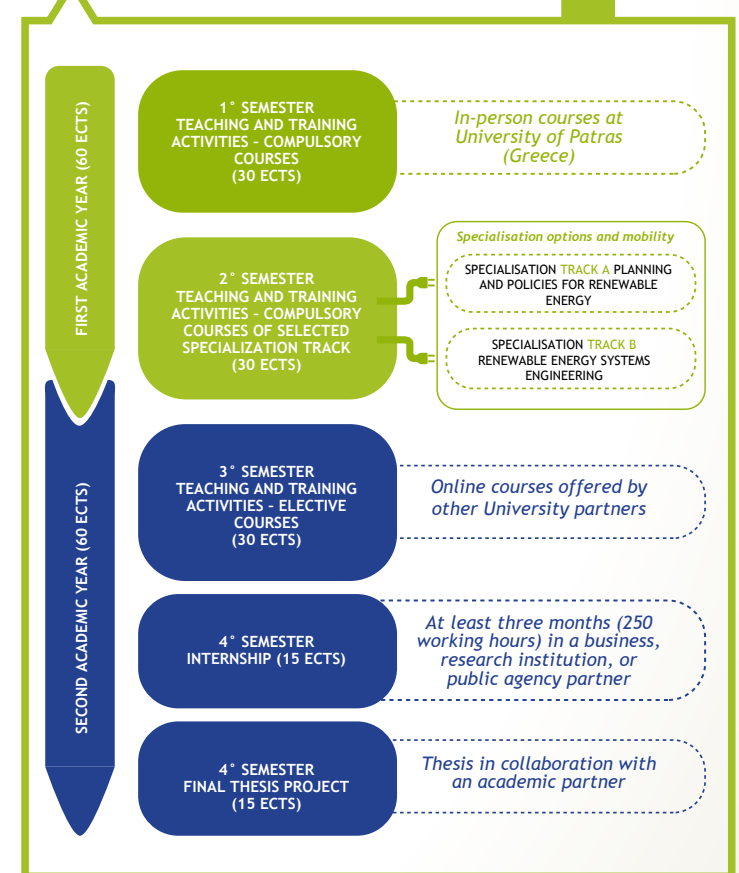 FIRST ACADEMIC YEAR (60 ECTS)
1° SEMESTER
TEACHING AND TRAINING
ACTIVITIES - COMPULSORY
COURSES
(30 ECTS)
In-person courses at
University of Patras
(Greece)
2° SEMESTER
TEACHING AND TRAINING
ACTIVITIES - COMPULSORY
COURSES OF SELECTED
SPECIALIZATION TRACK
(30 ECTS)
Specialisation options and mobility
SPECIALISATION TRACK A PLANNING
AND POLICIES FOR RENEWABLE
ENERGY
SPECIALISATION TRACK B
RENEWABLE ENERGY SYSTEMS
ENGINEERING
SECOND ACADEMIC YEAR (60 ECTS)
3° SEMESTER
TEACHING AND TRAINING
ACTIVITIES - ELECTIVE
COURSES
(30 ECTS)
Online courses offered by
other University partners
4° SEMESTER
INTERNSHIP (15 ECTS)
At least three months (250
working hours) in a business,
research institution, or
public agency partner
4° SEMESTER
FINAL THESIS PROJECT
(15 ECTS)
Thesis in collaboration with
an academic partner